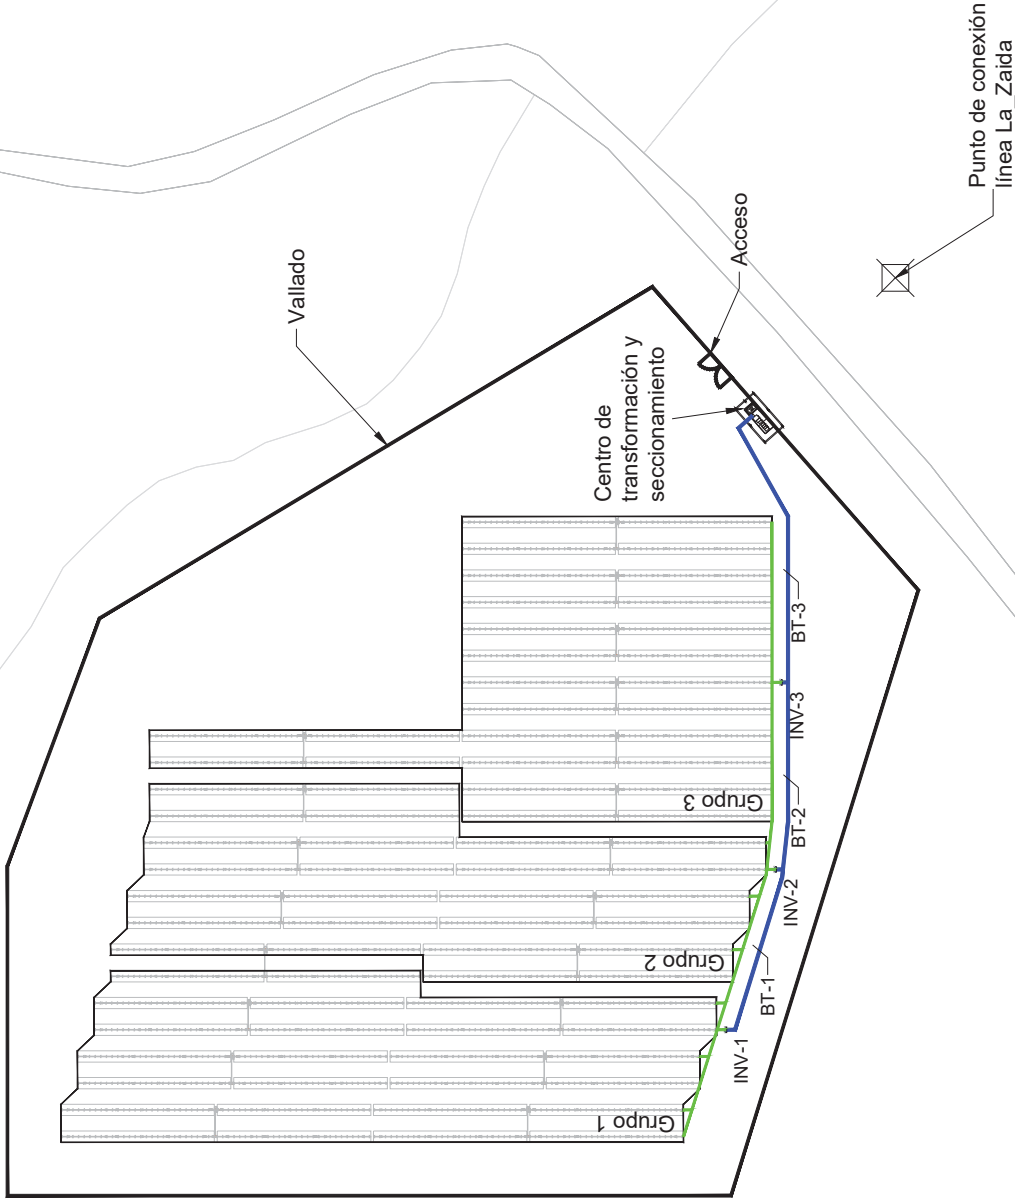 Punto de conexión
línea La_Zaida
Acceso
Vallado
Centro de
transformación y
seccionamiento
BT-3
INV-3
Grupo 3
BT-2
INV-2
Grupo 2
BT-1
INV-1
Grupo 1